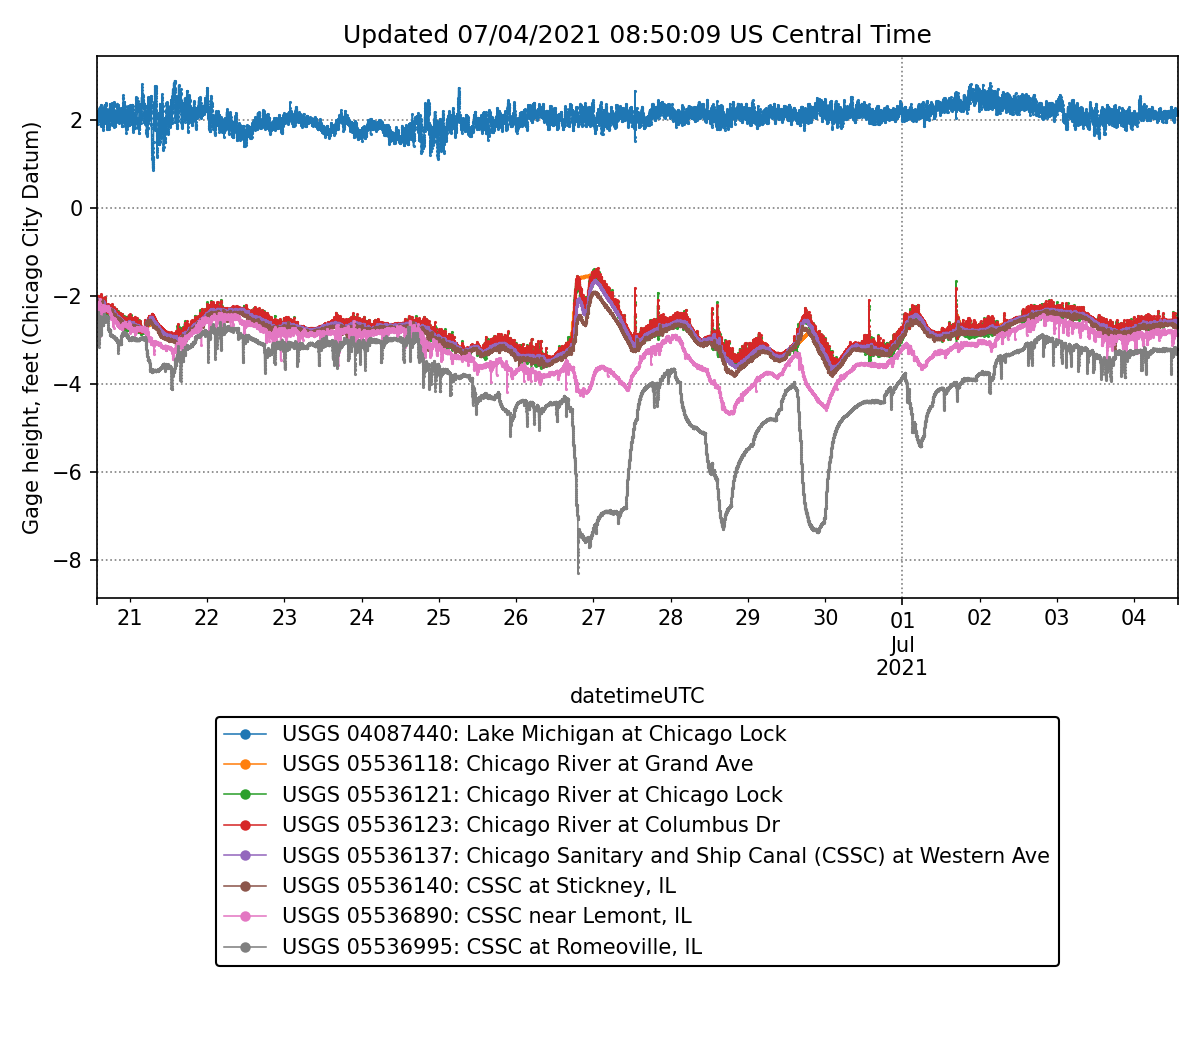 Updated 07/04/2021 08:50:09 US Central Time
Gage height, feet (Chicago City Datum)
2
0
−2
−4
−6
−8
21 22 23 24 25 26 27 28 29 30 01 02 03 04
Jul
2021
datetimeUTC
USGS 04087440: Lake Michigan at Chicago Lock
USGS 05536118: Chicago River at Grand Ave
USGS 05536121: Chicago River at Chicago Lock
USGS 05536123: Chicago River at Columbus Dr
USGS 05536137: Chicago Sanitary and Ship Canal (CSSC) at Western Ave
USGS 05536140: CSSC at Stickney, IL
USGS 05536890: CSSC near Lemont, IL
USGS 05536995: CSSC at Romeoville, IL